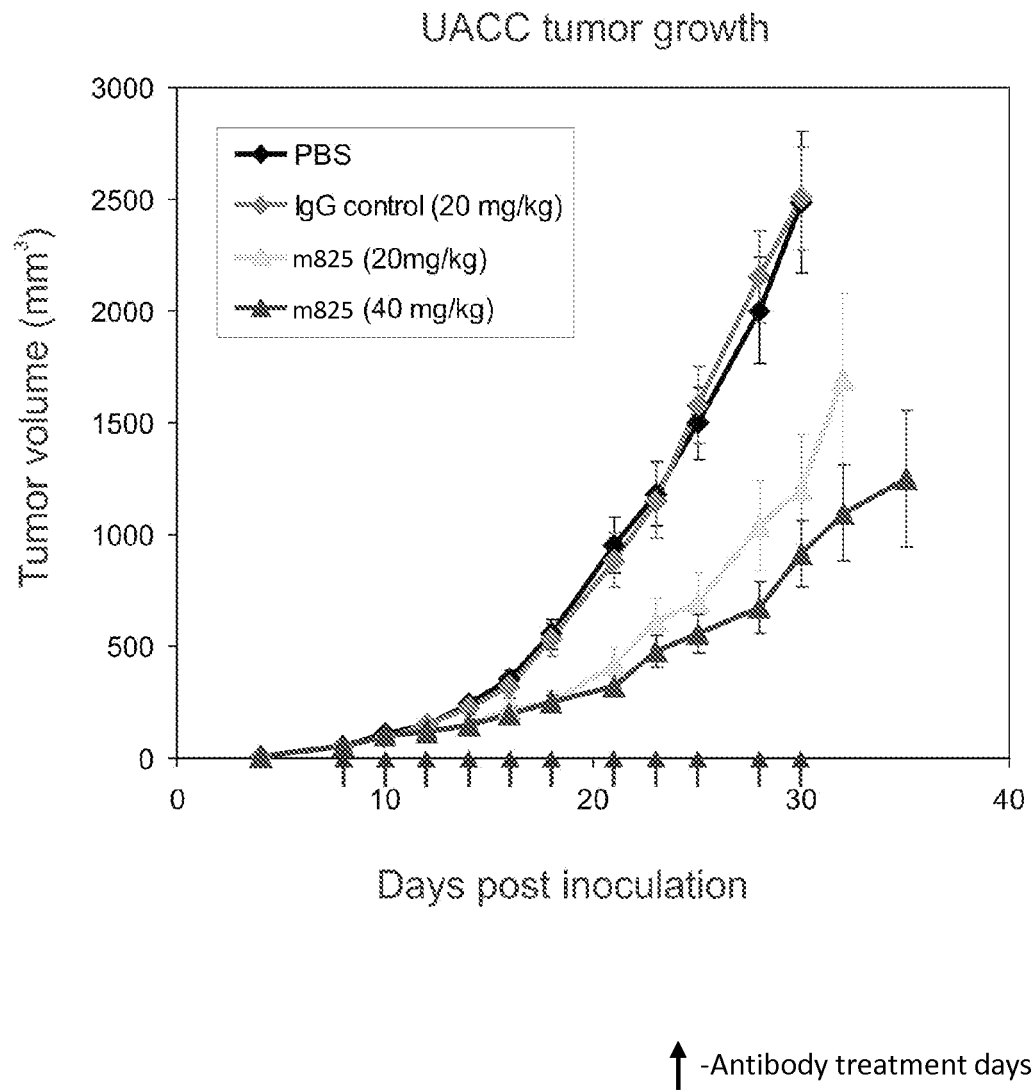 UACC tumor growth
3000
2500
2000
1500
1000
500
0
PBS
IgG control (20 mg/kg)
m825 (20mg/kg)
m825 (40 mg/kg)
Tumor volume (mm³)
0 10 20 30 40
Days post inoculation
-Antibody treatment days